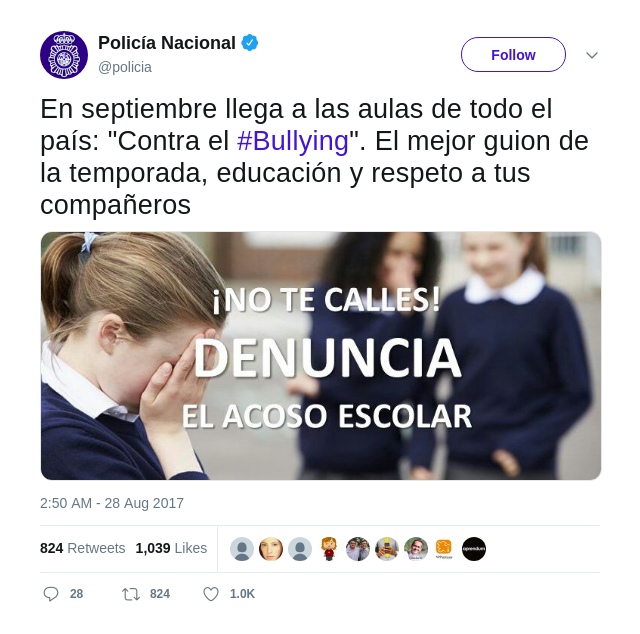 Policía Nacional
@policia
Follow
En septiembre llega a las aulas de todo el
país: "Contra el #Bullying". El mejor guion de
la temporada, educación y respeto a tus
compañeros
¡NO TE CALLES!
DENUNCIA
EL ACOSO ESCOLAR
2:50 AM - 28 Aug 2017
824 Retweets 1,039 Likes
aprendum
28 824 1.0K